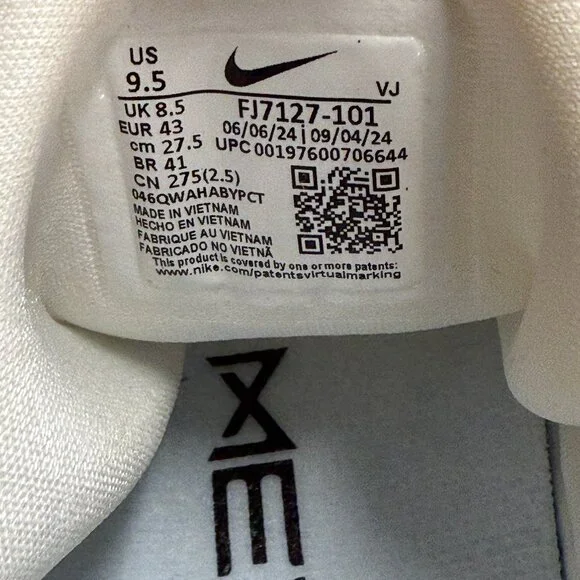 US
9.5
VJ
UK 8.5
FJ7127-101
EUR 43
06/06/24 | 09/04/24
cm 27.5
UPC 00197600706644
BR 41
CN 275(2.5)
046QWAHABYPCT
MADE IN VIETNAM
HECHO EN VIETNAM
FABRIQUE AU VIETNAM
FABRICADO NO VIETNÃ
This product is covered by one or more patents:
www.nike.com/patentsvirtualmarking